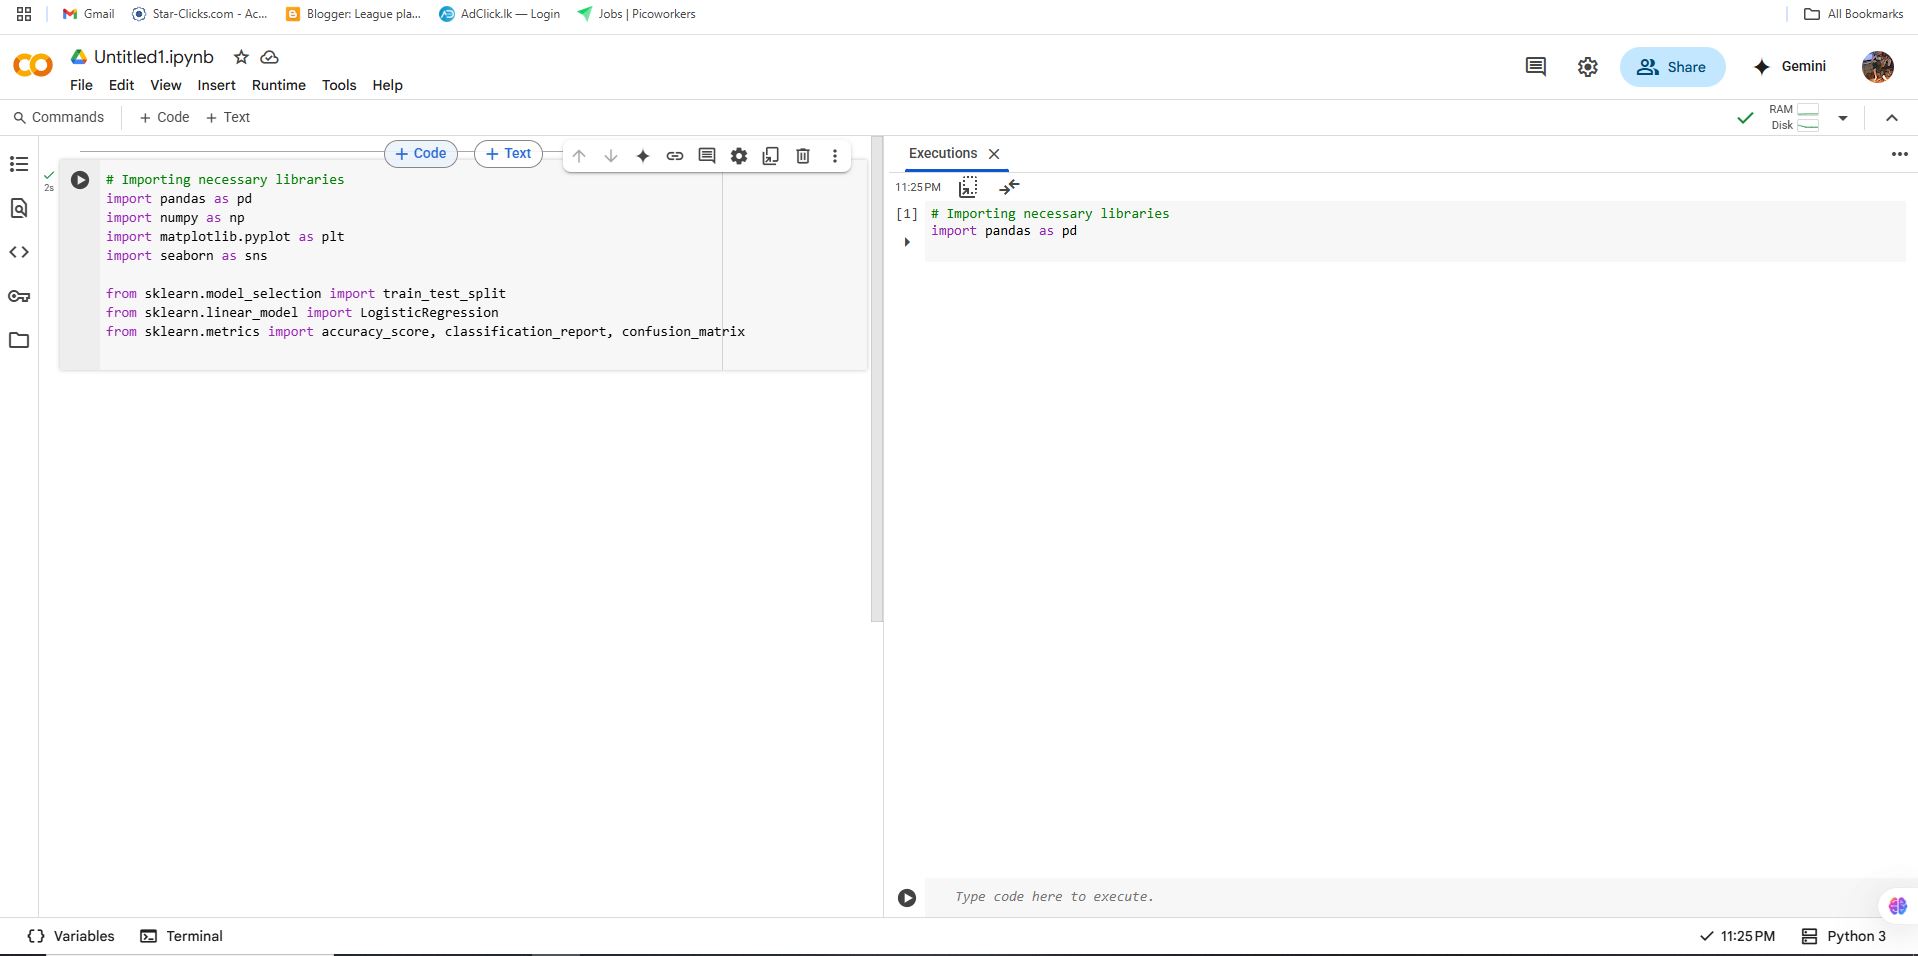 Gmail
Star-Clicks.com - Ac...
Blogger: League pla...
AdClick.lk — Login
Jobs | Picoworkers
All Bookmarks
Untitled1.ipynb
File Edit View Insert Runtime Tools Help
Share
Gemini
Commands + Code + Text
RAM
Disk
+ Code
+ Text
2s
# Importing necessary libraries
import pandas as pd
import numpy as np
import matplotlib.pyplot as plt
import seaborn as sns
from sklearn.model_selection import train_test_split
from sklearn.linear_model import LogisticRegression
from sklearn.metrics import accuracy_score, classification_report, confusion_matrix
Executions
11:25 PM
[1] # Importing necessary libraries
import pandas as pd
Type code here to execute.
{} Variables
Terminal
11:25 PM
Python 3